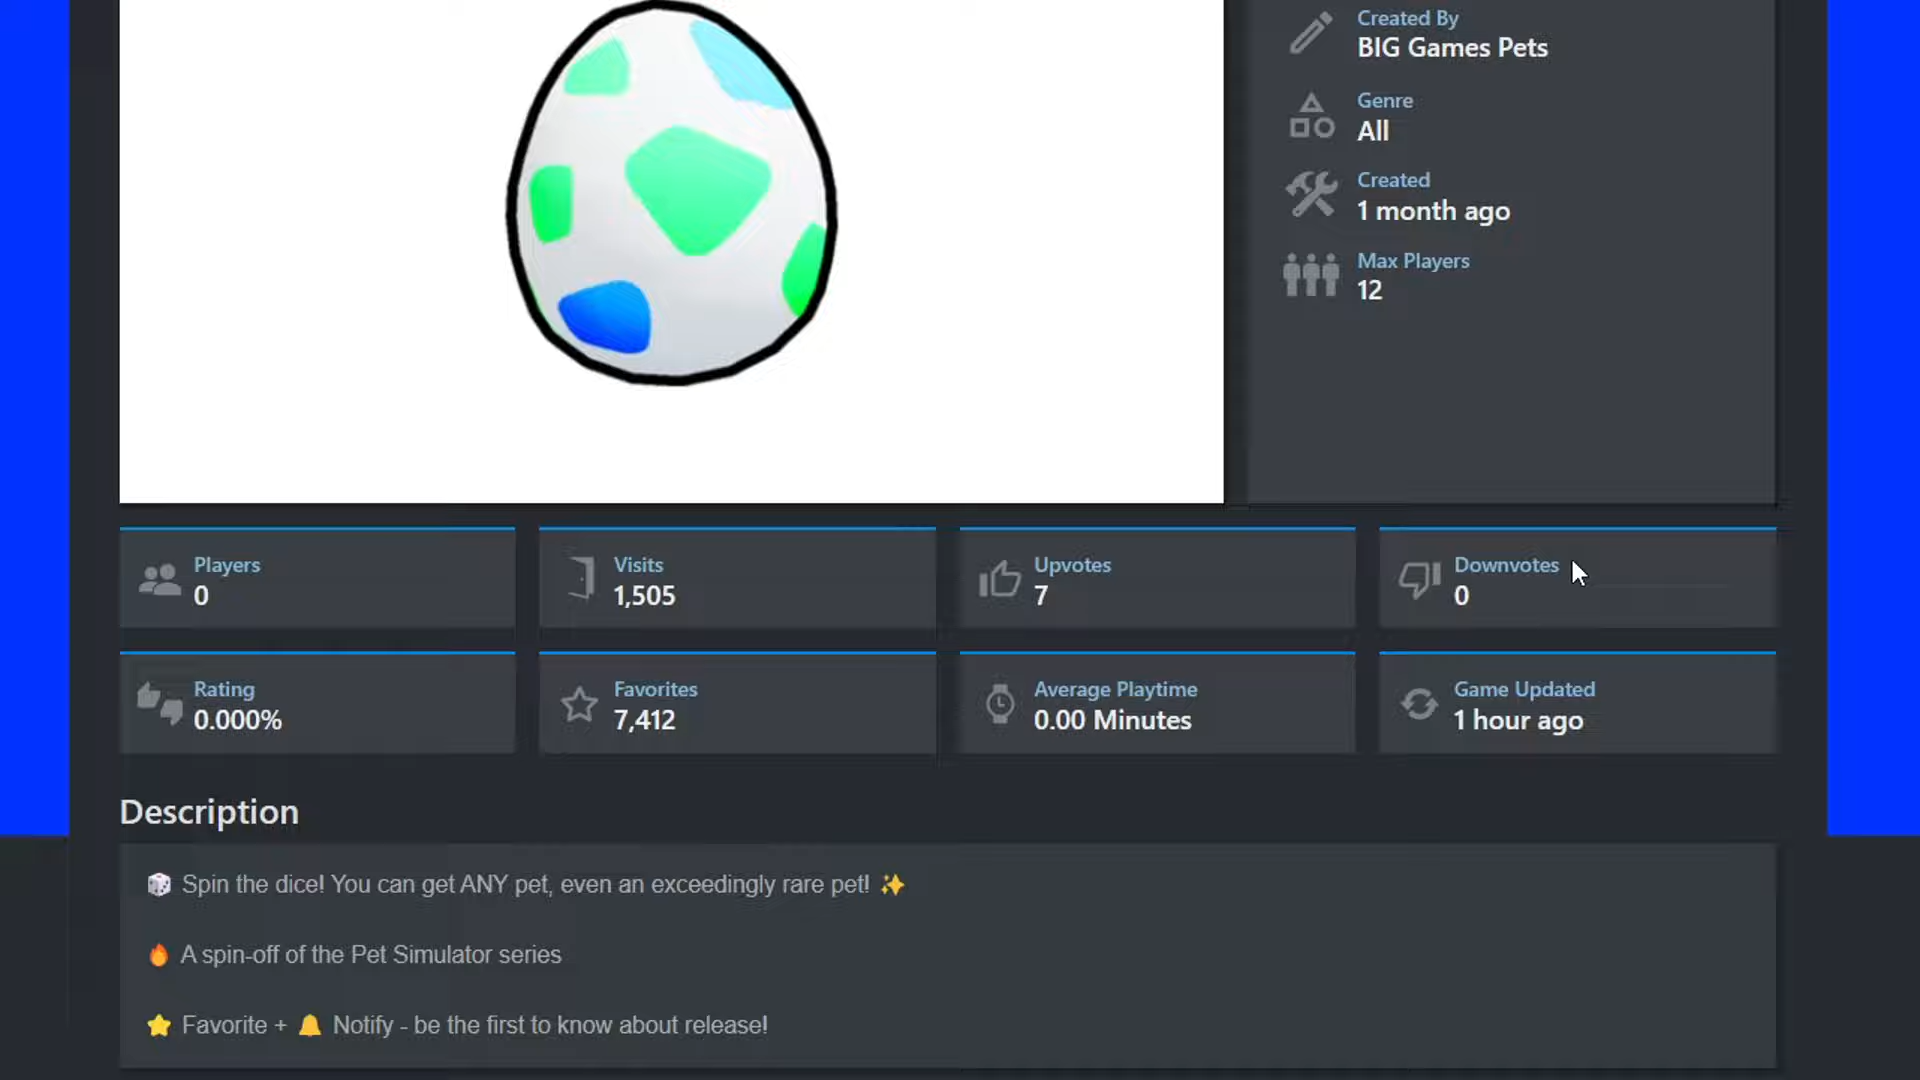 Created By
BIG Games Pets
Genre
All
Created
1 month ago
Max Players
12
Players
0
Visits
1,505
Upvotes
7
Downvotes
0
Rating
0.000%
Favorites
7,412
Average Playtime
0.00 Minutes
Game Updated
1 hour ago
Description
🎲 Spin the dice! You can get ANY pet, even an exceedingly rare pet! ✨
🔥 A spin-off of the Pet Simulator series
⭐ Favorite + 🔔 Notify - be the first to know about release!